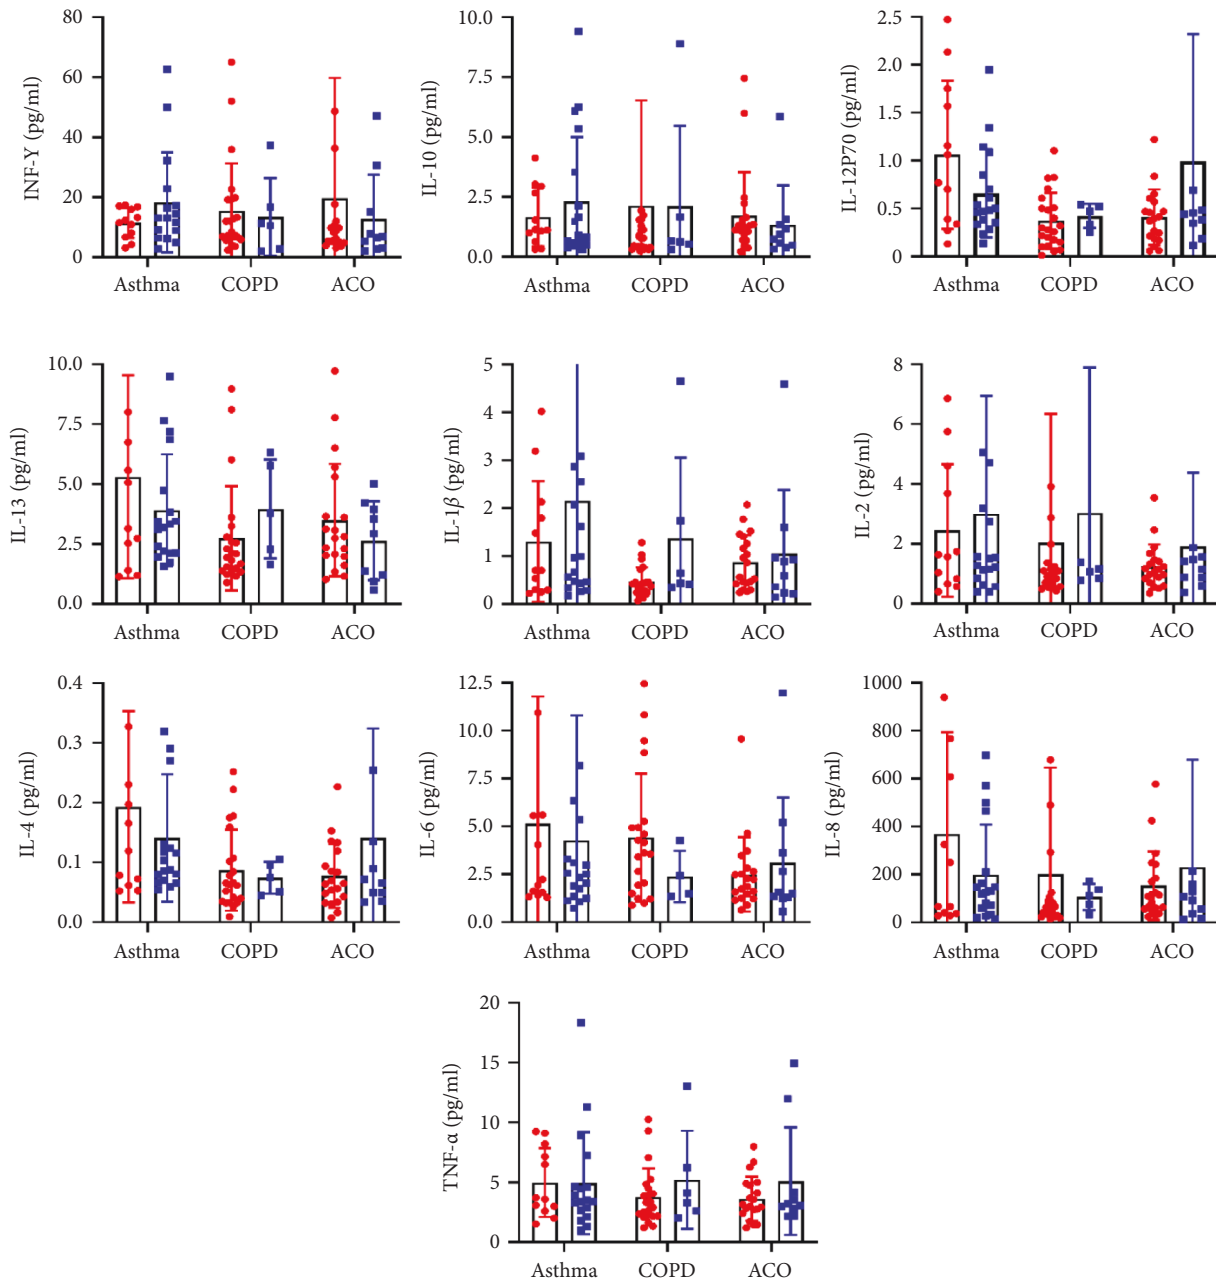 INF-Y (pg/ml)
80
60
40
20
0
Asthma COPD ACO
IL-10 (pg/ml)
10.0
7.5
5.0
2.5
0.0
Asthma COPD ACO
IL-12P70 (pg/ml)
2.5
2.0
1.5
1.0
0.5
0
Asthma COPD ACO
IL-13 (pg/ml)
10.0
7.5
5.0
2.5
0.0
Asthma COPD ACO
IL-1β (pg/ml)
5
4
3
2
1
0
Asthma COPD ACO
IL-2 (pg/ml)
8
6
4
2
0
Asthma COPD ACO
IL-4 (pg/ml)
0.4
0.3
0.2
0.1
0.0
Asthma COPD ACO
IL-6 (pg/ml)
12.5
10.0
7.5
5.0
2.5
0.0
Asthma COPD ACO
IL-8 (pg/ml)
1000
800
600
400
200
0
Asthma COPD ACO
TNF-α (pg/ml)
20
15
10
5
0
Asthma COPD ACO